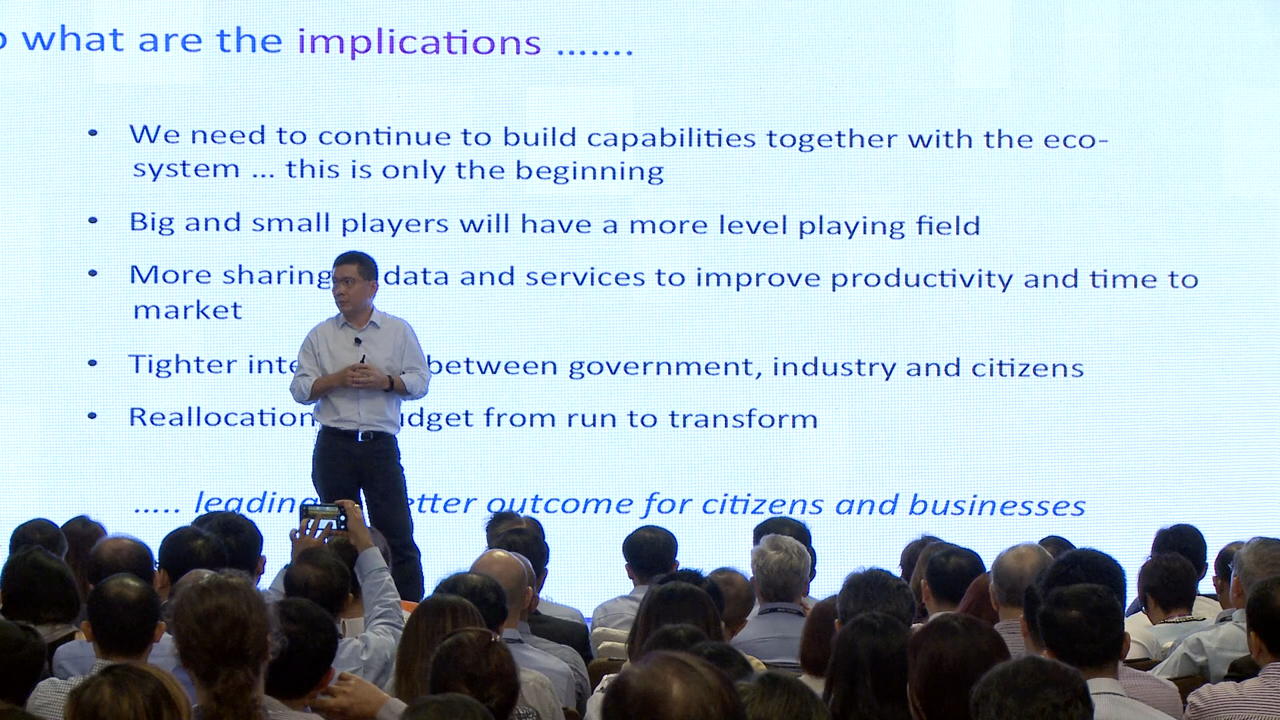 what are the implications .......
• We need to continue to build capabilities together with the eco-
system ... this is only the beginning
• Big and small players will have a more level playing field
• More sharing data and services to improve productivity and time to
market
• Tighter between government, industry and citizens
• Reallocation from run to transform
..... leading outcome for citizens and businesses